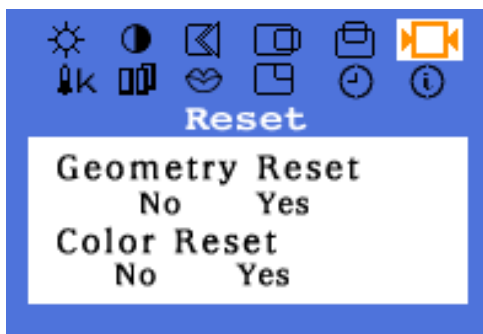 K
Reset
Geometry Reset
No Yes
Color Reset
No Yes